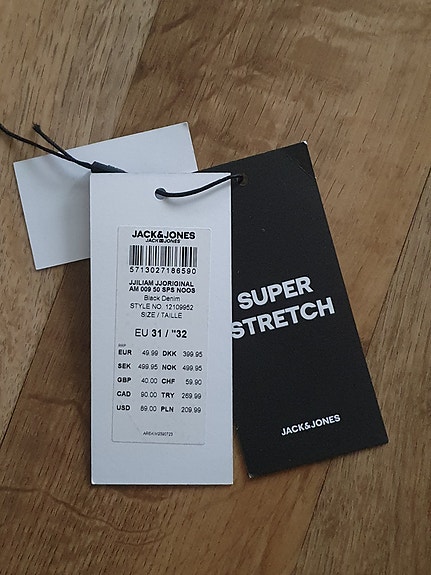 JACK&JONES
JACK&JONES
5713027186590
JJILIAM JJORIGINAL
AM 009 50 SPS NOOS
Black Denim
STYLE NO. 12109952
SIZE / TAILLE
EU 31 / "32
EUR 49.99 DKK 399.95
SEK 499.95 NOK 499.95
GBP 40.00 CHF 59.90
CAD 90.00 TRY 269.99
USD 89.00 PLN 209.99
SUPER
STRETCH
JACK&JONES